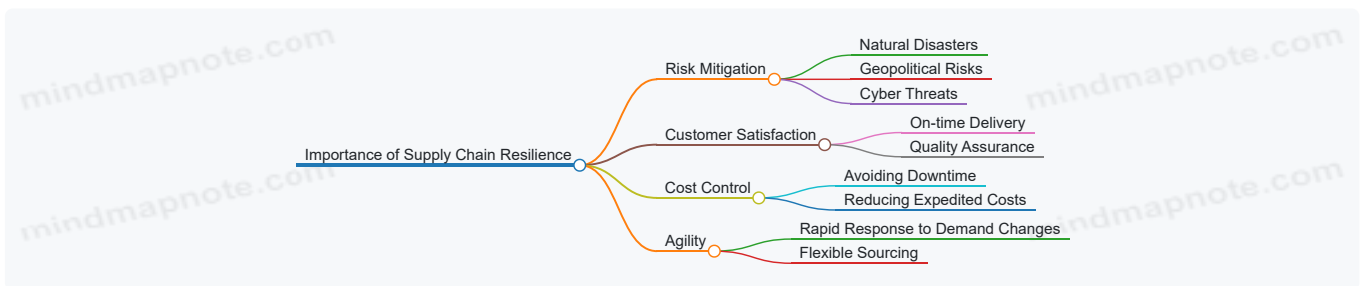 mindmapnote.com
mindmapnote.com
Natural Disasters
Risk Mitigation
Geopolitical Risks
Cyber Threats
On-time Delivery
Customer Satisfaction
Quality Assurance
Importance of Supply Chain Resilience
mindmapnote.com
mindmapnote.com
Avoiding Downtime
Cost Control
Reducing Expedited Costs
Rapid Response to Demand Changes
Agility
Flexible Sourcing